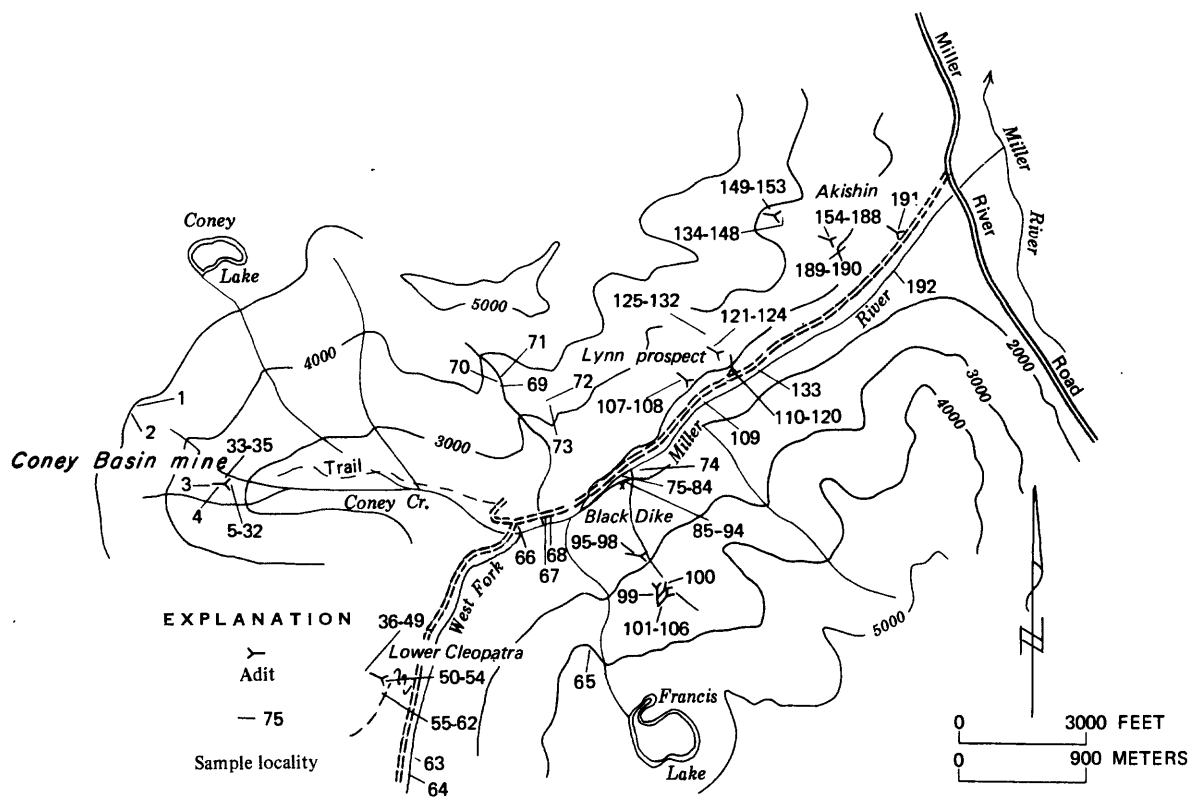 Miller
Miller
River
149-153
Akishin
191
154-188
134-148
River
Road
189-190
192
River
Coney
Lake
5000
125-132
121-124
2000
71
Lynn prospect
4000
70
69
72
133
3000
1
107-108
110-120
4000
2
3000
73
109
Miller
33-35
Coney Basin mine
Trail
74
3
75-84
Coney Cr.
4
5-32
Black Dike
85-94
66
68
95-98
67
100
99
West Fork
101-106
EXPLANATION
36-49
5000
Lower Cleopatra
Adit
50-54
65
N
Francis
75
55-62
0
3000 FEET
Sample locality
63
0
900 METERS
Lake
64